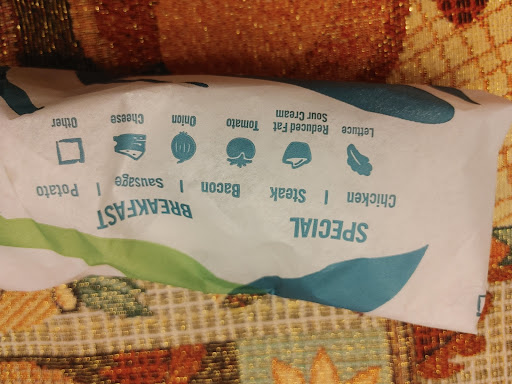 SPECIAL BREAKFAST
Chicken | Steak Bacon | Sausage | Potato
Lettuce Reduced Fat Tomato Onion Cheese Other
Sour Cream